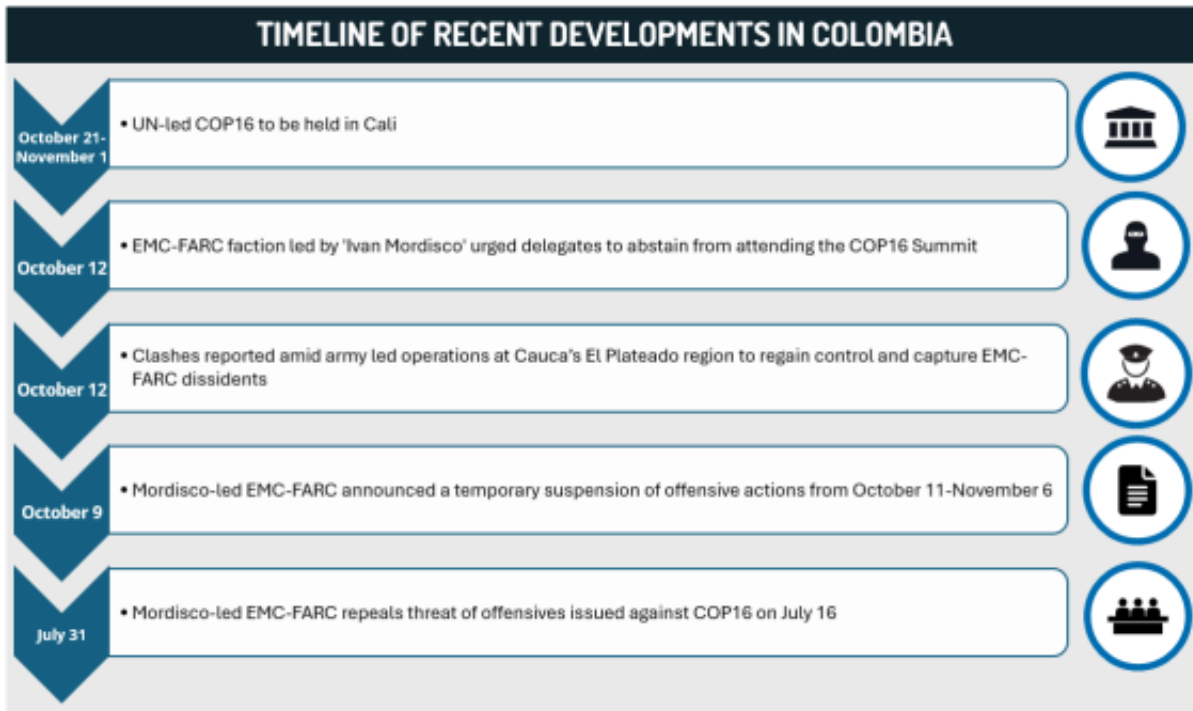 TIMELINE OF RECENT DEVELOPMENTS IN COLOMBIA
October 21-
November 1
• UN-led COP16 to be held in Cali
October 12
• EMC-FARC faction led by 'Ivan Mordisco' urged delegates to abstain from attending the COP16 Summit
October 12
• Clashes reported amid army led operations at Cauca's El Plateado region to regain control and capture EMC-
FARC dissidents
October 9
• Mordisco-led EMC-FARC announced a temporary suspension of offensive actions from October 11-November 6
July 31
• Mordisco-led EMC-FARC repeals threat of offensives issued against COP16 on July 16